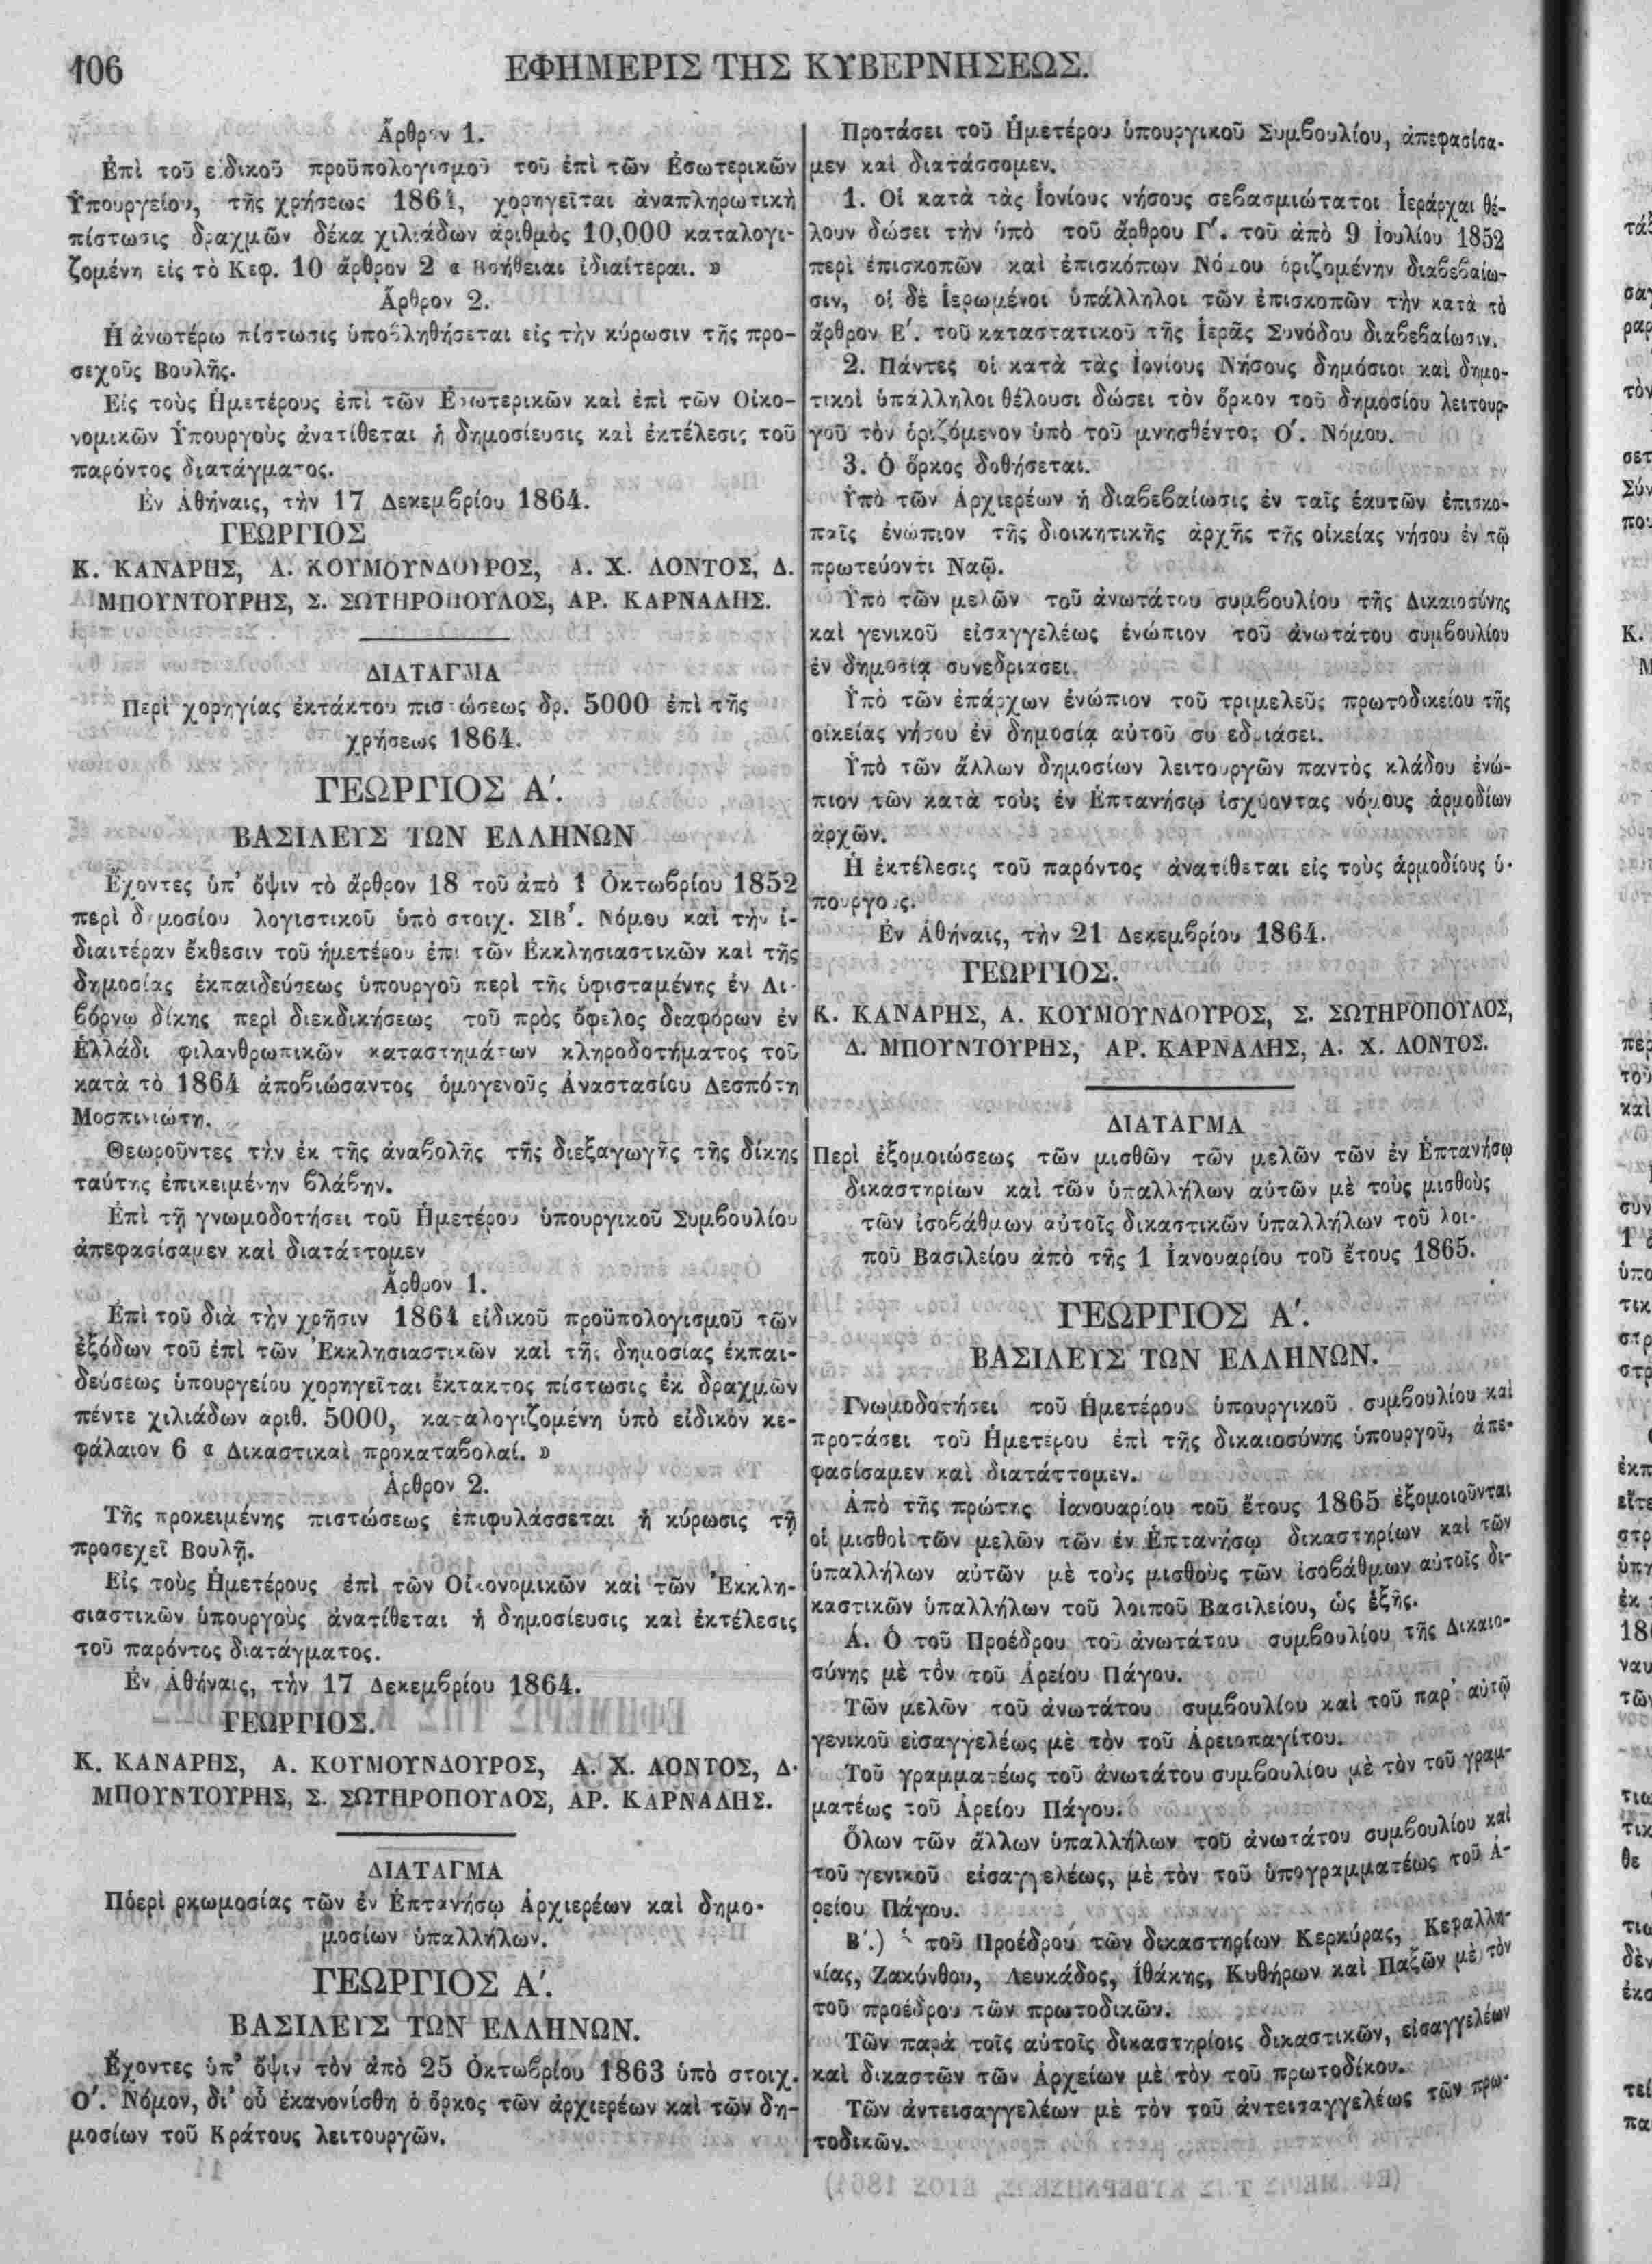 106
ΕΦΗΜΕΡΙΣ ΤΗΣ ΚΥΒΕΡΝΗΣΕΩΣ.
Ἄρθρον 1.
Ἐπὶ τοῦ εἰδικοῦ προϋπολογισμοῦ τοῦ ἐπὶ τῶν Ἐσωτερικῶν
Ὑπουργείου, τῆς χρήσεως 1864, χορηγεῖται ἀναπληρωτικὴ
πίστωσις δραχμῶν δέκα χιλιάδων ἀριθμὸς 10,000 καταλογι-
ζομένη εἰς τὸ Κεφ. 10 ἄρθρον 2 « Βοήθειαι ἰδιαίτεραι. »
Ἄρθρον 2.
Ἡ ἀνωτέρω πίστωσις ὑποβληθήσεται εἰς τὴν κύρωσιν τῆς προ-
σεχοῦς Βουλῆς.
Εἰς τοὺς Ἡμετέρους ἐπὶ τῶν Ἐσωτερικῶν καὶ ἐπὶ τῶν Οἰκο-
νομικῶν Ὑπουργοὺς ἀνατίθεται ἡ δημοσίευσις καὶ ἐκτέλεσις τοῦ
παρόντος διατάγματος.
Ἐν Ἀθήναις, τὴν 17 Δεκεμβρίου 1864.
ΓΕΩΡΓΙΟΣ
Κ. ΚΑΝΑΡΗΣ, Α. ΚΟΥΜΟΥΝΔΟΥΡΟΣ, Α. Χ. ΛΟΝΤΟΣ, Δ.
ΜΠΟΥΝΤΟΥΡΗΣ, Σ. ΣΩΤΗΡΟΠΟΥΛΟΣ, ΑΡ. ΚΑΡΝΑΛΗΣ.
ΔΙΑΤΑΓΜΑ
Περὶ χορηγίας ἐκτάκτου πιστώσεως δρ. 5000 ἐπὶ τῆς
χρήσεως 1864.
ΓΕΩΡΓΙΟΣ Α΄.
ΒΑΣΙΛΕΥΣ ΤΩΝ ΕΛΛΗΝΩΝ
Ἔχοντες ὑπ' ὄψιν τὸ ἄρθρον 18 τοῦ ἀπὸ 1 Ὀκτωβρίου 1852
περὶ δημοσίου λογιστικοῦ ὑπὸ στοιχ. ΣΙΒ΄. Νόμου καὶ τὴν ἰ-
διαιτέραν ἔκθεσιν τοῦ ἡμετέρου ἐπὶ τῶν Ἐκκλησιαστικῶν καὶ τῆς
δημοσίας ἐκπαιδεύσεως ὑπουργοῦ περὶ τῆς ὑφισταμένης ἐν Λι-
βόρνῳ δίκης περὶ διεκδικήσεως τοῦ πρὸς ὄφελος διαφόρων ἐν
Ἑλλάδι φιλανθρωπικῶν καταστημάτων κληροδοτήματος τοῦ
κατὰ τὸ 1864 ἀποβιώσαντος ὁμογενοῦς Ἀναστασίου Δεσπότη
Μοσπινιώτη.
Θεωροῦντες τὴν ἐκ τῆς ἀναβολῆς τῆς διεξαγωγῆς τῆς δίκης
ταύτης ἐπικειμένην βλάβην.
Ἐπὶ τῇ γνωμοδοτήσει τοῦ Ἡμετέρου ὑπουργικοῦ Συμβουλίου
ἀπεφασίσαμεν καὶ διατάττομεν
Ἄρθρον 1.
Ἐπὶ τοῦ διὰ τὴν χρῆσιν 1864 εἰδικοῦ προϋπολογισμοῦ τῶν
ἐξόδων τοῦ ἐπὶ τῶν Ἐκκλησιαστικῶν καὶ τῆς δημοσίας ἐκπαι-
δεύσεως ὑπουργείου χορηγεῖται ἔκτακτος πίστωσις ἐκ δραχμῶν
πέντε χιλιάδων αριθ. 5000, καταλογιζομένη ὑπὸ εἰδικὸν κε-
φάλαιον 6 « Δικαστικαὶ προκαταβολαί. »
Ἄρθρον 2.
Τῆς προκειμένης πιστώσεως ἐπιφυλάσσεται ἡ κύρωσις τῇ
προσεχεῖ Βουλῇ.
Εἰς τοὺς Ἡμετέρους ἐπὶ τῶν Οἰκονομικῶν καὶ τῶν Ἐκκλη-
σιαστικῶν ὑπουργοὺς ἀνατίθεται ἡ δημοσίευσις καὶ ἐκτέλεσις
τοῦ παρόντος διατάγματος.
Ἐν Ἀθήναις, τὴν 17 Δεκεμβρίου 1864.
ΓΕΩΡΓΙΟΣ.
Κ. ΚΑΝΑΡΗΣ, Α. ΚΟΥΜΟΥΝΔΟΥΡΟΣ, Α. Χ. ΛΟΝΤΟΣ, Δ.
ΜΠΟΥΝΤΟΥΡΗΣ, Σ. ΣΩΤΗΡΟΠΟΥΛΟΣ, ΑΡ. ΚΑΡΝΑΛΗΣ.
ΔΙΑΤΑΓΜΑ
Πόερὶ ρκωμοσίας τῶν ἐν Ἑπτανήσῳ Ἀρχιερέων καὶ δημο-
μοσίων ὑπαλλήλων.
ΓΕΩΡΓΙΟΣ Α΄.
ΒΑΣΙΛΕΥΣ ΤΩΝ ΕΛΛΗΝΩΝ.
Ἔχοντες ὑπ' ὄψιν τὸν ἀπὸ 25 Ὀκτωβρίου 1863 ὑπὸ στοιχ.
Ο΄. Νόμον, δι' οὗ ἐκανονίσθη ὁ ὅρκος τῶν ἀρχιερέων καὶ τῶν δη-
μοσίων τοῦ Κράτους λειτουργῶν.
Προτάσει τοῦ Ἡμετέρου ὑπουργικοῦ Συμβουλίου, ἀπεφασίσα-
μεν καὶ διατάσσομεν.
1. Οἱ κατὰ τὰς Ἰονίους νήσους σεβασμιώτατοι Ἱεράρχαι θέ-
λουν δώσει τὴν ὑπὸ τοῦ ἄρθρου Γ΄. τοῦ ἀπὸ 9 Ἰουλίου 1852
περὶ ἐπισκοπῶν καὶ ἐπισκόπων Νόμου ὁριζομένην διαβεβαίω-
σιν, οἱ δὲ Ἱερωμένοι ὑπάλληλοι τῶν ἐπισκοπῶν τὴν κατὰ τὸ
ἄρθρον Ε΄. τοῦ καταστατικοῦ τῆς Ἱερᾶς Συνόδου διαβεβαίωσιν.
2. Πάντες οἱ κατὰ τὰς Ἰονίους Νήσους δημόσιοι καὶ δημο-
τικοὶ ὑπάλληλοι θέλουσι δώσει τὸν ὅρκον τοῦ δημοσίου λειτουρ-
γοῦ τὸν ὁριζόμενον ὑπὸ τοῦ μνησθέντος Ο΄. Νόμου.
3. Ὁ ὅρκος δοθήσεται.
Ὑπὸ τῶν Ἀρχιερέων ἡ διαβεβαίωσις ἐν ταῖς ἑαυτῶν ἐπισκο-
παῖς ἐνώπιον τῆς διοικητικῆς ἀρχῆς τῆς οἰκείας νήσου ἐν τῷ
πρωτεύοντι Ναῷ.
Ὑπὸ τῶν μελῶν τοῦ ἀνωτάτου συμβουλίου τῆς Δικαιοσύνης
καὶ γενικοῦ εἰσαγγελέως ἐνώπιον τοῦ ἀνωτάτου συμβουλίου
ἐν δημοσίᾳ συνεδριασει.
Ὑπὸ τῶν ἐπάρχων ἐνώπιον τοῦ τριμελεῦς πρωτοδικείου τῆς
οἰκείας νήσου ἐν δημοσίᾳ αὐτοῦ συνεδριάσει.
Ὑπὸ τῶν ἄλλων δημοσίων λειτουργῶν παντὸς κλάδου ἐνώ-
πιον τῶν κατὰ τοὺς ἐν Ἑπτανήσῳ ἰσχύοντας νόμους ἁρμοδίων
ἀρχῶν.
Ἡ ἐκτέλεσις τοῦ παρόντος ἀνατίθεται εἰς τοὺς ἁρμοδίους ὑ-
πουργούς.
Ἐν Ἀθήναις, τὴν 21 Δεκεμβρίου 1864.
ΓΕΩΡΓΙΟΣ.
Κ. ΚΑΝΑΡΗΣ, Α. ΚΟΥΜΟΥΝΔΟΥΡΟΣ, Σ. ΣΩΤΗΡΟΠΟΥΛΟΣ,
Δ. ΜΠΟΥΝΤΟΥΡΗΣ, ΑΡ. ΚΑΡΝΑΛΗΣ, Α. Χ. ΛΟΝΤΟΣ.
ΔΙΑΤΑΓΜΑ
Περὶ ἐξομοιώσεως τῶν μισθῶν τῶν μελῶν τῶν ἐν Ἑπτανήσῳ
δικαστηρίων καὶ τῶν ὑπαλλήλων αὐτῶν μὲ τοὺς μισθοὺς
τῶν ἰσοβάθμων αὐτοῖς δικαστικῶν ὑπαλλήλων τοῦ λοι-
ποῦ Βασιλείου ἀπὸ τῆς 1 Ἰανουαρίου τοῦ ἔτους 1865.
ΓΕΩΡΓΙΟΣ Α΄.
ΒΑΣΙΛΕΥΣ ΤΩΝ ΕΛΛΗΝΩΝ.
Γνωμοδοτήσει τοῦ Ἡμετέρου ὑπουργικοῦ συμβουλίου καὶ
προτάσει τοῦ Ἡμετέρου ἐπὶ τῆς δικαιοσύνης ὑπουργοῦ, ἀπε-
φασίσαμεν καὶ διατάττομεν.
Ἀπὸ τῆς πρώτης Ἰανουαρίου τοῦ ἔτους 1865 ἐξομοιοῦνται
οἱ μισθοὶ τῶν μελῶν τῶν ἐν Ἑπτανήσῳ δικαστηρίων καὶ τῶν
ὑπαλλήλων αὐτῶν μὲ τοὺς μισθοὺς τῶν ἰσοβάθμων αὐτοῖς δι-
καστικῶν ὑπαλλήλων τοῦ λοιποῦ Βασιλείου, ὡς ἑξῆς.
Ἀ. Ὁ τοῦ Προέδρου τοῦ ἀνωτάτου συμβουλίου τῆς Δικαιο-
σύνης μὲ τὸν τοῦ Ἀρείου Πάγου.
Τῶν μελῶν τοῦ ἀνωτάτου συμβουλίου καὶ τοῦ παρ' αὐτῷ
γενικοῦ εἰσαγγελέως μὲ τὸν τοῦ Ἀρειοπαγίτου.
Τοῦ γραμματέως τοῦ ἀνωτάτου συμβουλίου μὲ τὸν τοῦ γραμ-
ματέως τοῦ Ἀρείου Πάγου.
Ὅλων τῶν ἄλλων ὑπαλλήλων τοῦ ἀνωτάτου συμβουλίου καὶ
τοῦ γενικοῦ εἰσαγγελέως, μὲ τὸν τοῦ ὑπογραμματέως τοῦ Ἀ-
ρείου Πάγου.
Β΄.) τοῦ Προέδρου τῶν δικαστηρίων Κερκύρας, Κεφαλλη-
νίας, Ζακύνθου, Λευκάδος, Ἰθάκης, Κυθήρων καὶ Παξῶν μὲ τὸν
τοῦ προέδρου τῶν πρωτοδικῶν.
Τῶν παρὰ τοῖς αὐτοῖς δικαστηρίοις δικαστικῶν, εἰσαγγελέων
καὶ δικαστῶν τῶν Ἀρχείων μὲ τὸν τοῦ πρωτοδίκου.
Τῶν ἀντεισαγγελέων μὲ τὸν τοῦ ἀντεισαγγελέως τῶν πρω-
τοδικῶν.